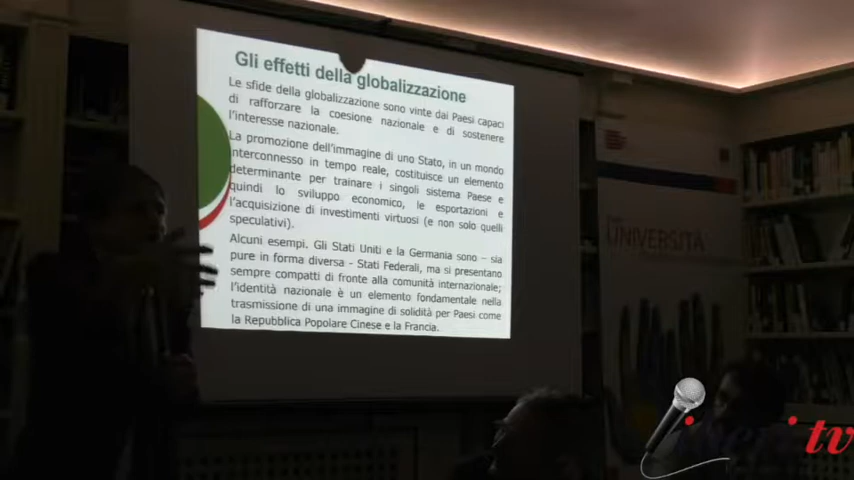 Gli effetti della globalizzazione
Le sfide della globalizzazione sono vinte dai Paesi capaci
di rafforzare la coesione nazionale e di sostenere
l'interesse nazionale.
La promozione dell'immagine di uno Stato, in un mondo
interconnesso in tempo reale, costituisce un elemento
determinante per trainare i singoli sistema Paese e
quindi lo sviluppo economico, le esportazioni e
l'acquisizione di investimenti virtuosi (e non solo quelli
speculativi).
Alcuni esempi. Gli Stati Uniti e la Germania sono – sia
pure in forma diversa - Stati Federali, ma si presentano
sempre compatti di fronte alla comunità internazionale;
l'identità nazionale è un elemento fondamentale nella
trasmissione di una immagine di solidità per Paesi come
la Repubblica Popolare Cinese e la Francia.
UNIVERSITÀ
tv